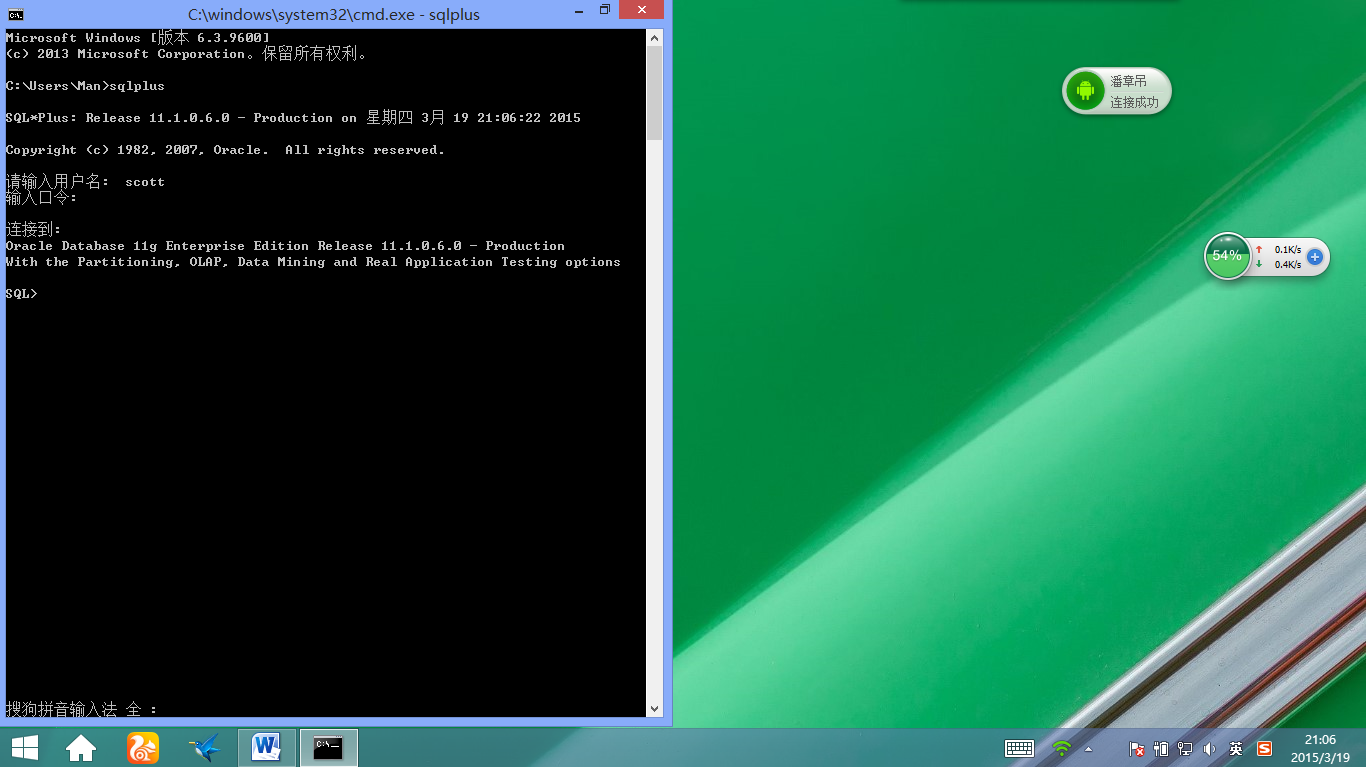 C:\windows\system32\cmd.exe - sqlplus
Microsoft Windows [版本 6.3.9600]
(c) 2013 Microsoft Corporation。保留所有权利。
C:\Users\Man>sqlplus
SQL*Plus: Release 11.1.0.6.0 - Production on 星期四 3月 19 21:06:22 2015
Copyright (c) 1982, 2007, Oracle.  All rights reserved.
请输入用户名:  scott
输入口令:
连接到:
Oracle Database 11g Enterprise Edition Release 11.1.0.6.0 - Production
With the Partitioning, OLAP, Data Mining and Real Application Testing options
SQL>
搜狗拼音输入法 全 :
潘章吊
连接成功
54%
0.1K/s
0.4K/s
英
21:06
2015/3/19